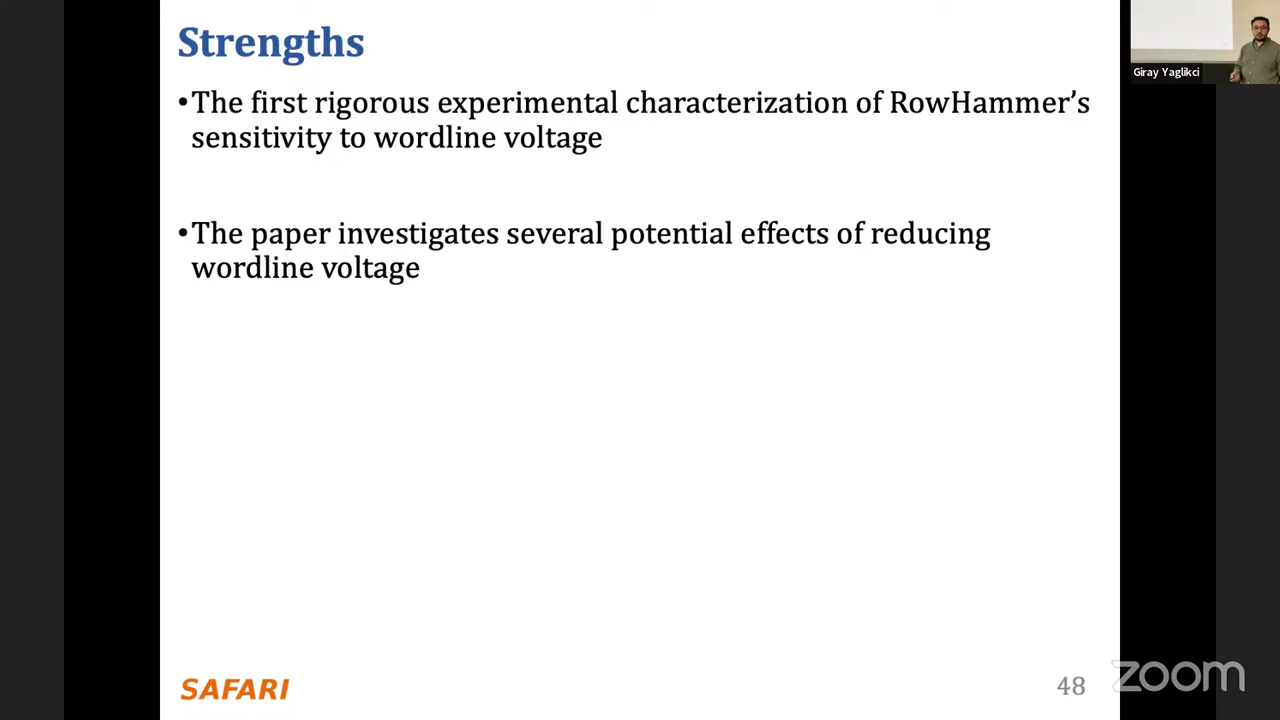 Strengths
•The first rigorous experimental characterization of RowHammer’s
sensitivity to wordline voltage
•The paper investigates several potential effects of reducing
wordline voltage
SAFARI
48
Giray Yaglikci
zoom